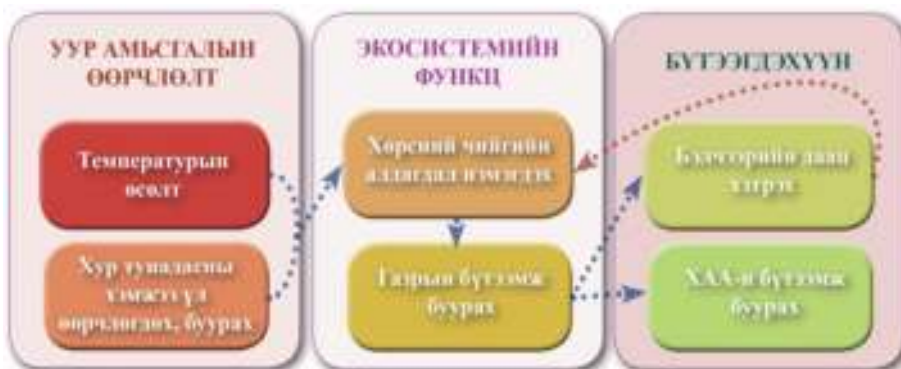 УУР АМЬСГАЛЫН
ӨӨРЧЛӨЛТ
Температурын
өсөлт
Хур тунадасны
хэмжээ үл
өөрчлөгдөх, буурах
ЭКОСИСТЕМИЙН
ФУНКЦ
Хөрсний чийгийн
алдагдал нэмэгдэх
Газрын бүтээмж
буурах
БҮТЭЭГДЭХҮҮН
Бэлчээрийн даац
хэтрэх
ХАА-н бүтээмж
буурах